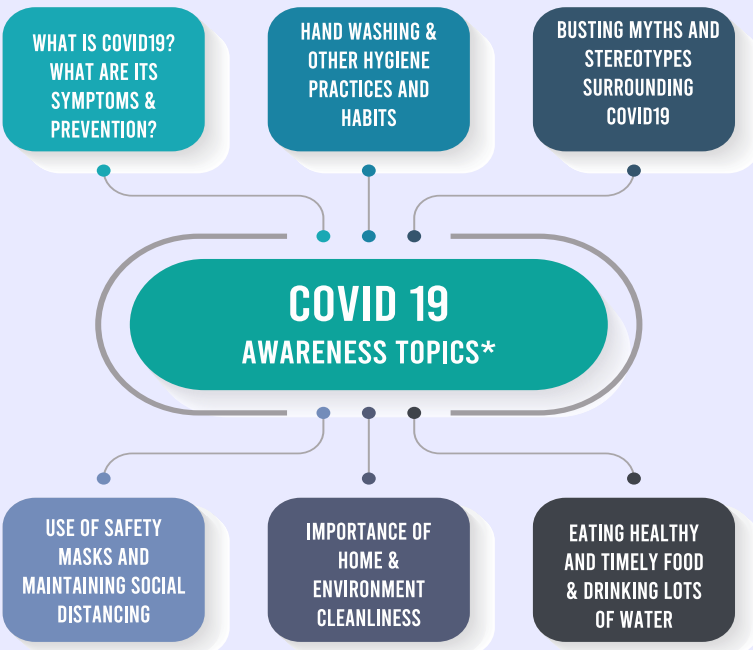 WHAT IS COVID19?
WHAT ARE ITS
SYMPTOMS &
PREVENTION?
HAND WASHING &
OTHER HYGIENE
PRACTICES AND
HABITS
BUSTING MYTHS AND
STEREOTYPES
SURROUNDING
COVID19
COVID 19
AWARENESS TOPICS*
USE OF SAFETY
MASKS AND
MAINTAINING SOCIAL
DISTANCING
IMPORTANCE OF
HOME &
ENVIRONMENT
CLEANLINESS
EATING HEALTHY
AND TIMELY FOOD
& DRINKING LOTS
OF WATER